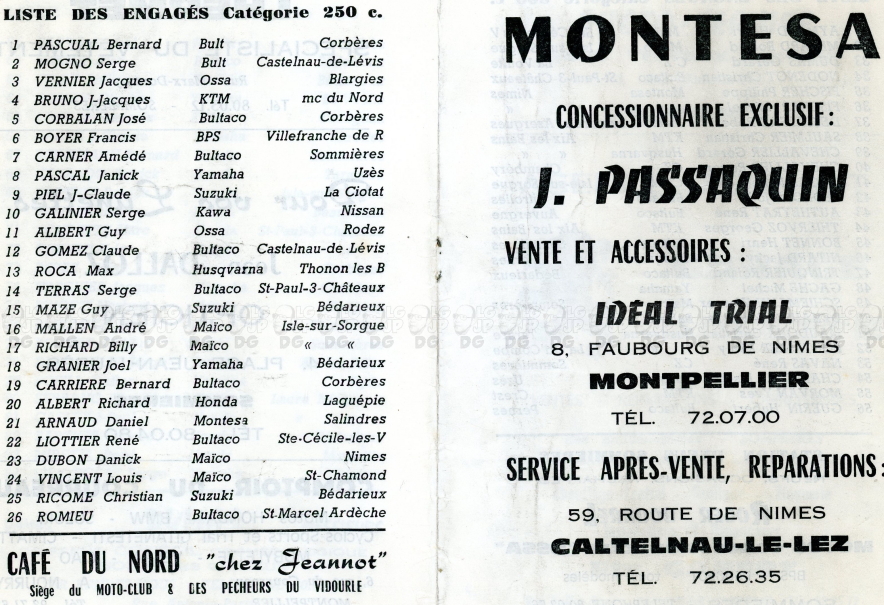 LISTE DES ENGAGÉS Catégorie 250 c.
1 PASCUAL Bernard Bult Corbères
2 MOGNO Serge Bult Castelnau-de-Lévis
3 VERNIER Jacques Ossa Blargies
4 BRUNO J-Jacques KTM mc du Nord
5 CORBALAN José Bultaco Corbères
6 BOYER Francis BPS Villefranche de R
7 CARNER Amédé Bultaco Sommières
8 PASCAL Janick Yamaha Uzès
9 PIEL J-Claude Suzuki La Ciotat
10 GALINIER Serge Kawa Nissan
11 ALIBERT Guy Ossa Rodez
12 GOMEZ Claude Bultaco Castelnau-de-Lévis
13 ROCA Max Husqvarna Thonon les B
14 TERRAS Serge Bultaco St-Paul-3-Châteaux
15 MAZE Guy Suzuki Bédarieux
16 MALLEN André Maïco Isle-sur-Sorgue
17 RICHARD Billy Maïco « «
18 GRANIER Joel Yamaha Bédarieux
19 CARRIERE Bernard Bultaco Corbères
20 ALBERT Richard Honda Laguépie
21 ARNAUD Daniel Montesa Salindres
22 LIOTTIER René Bultaco Ste-Cécile-les-V
23 DUBON Danick Maïco Nimes
24 VINCENT Louis Maïco St-Chamond
25 RICOME Christian Suzuki Bédarieux
26 ROMIEU Bultaco St-Marcel Ardèche
CAFÉ DU NORD "chez Jeannot"
Siège du MOTO-CLUB & DES PECHEURS DU VIDOURLE
MONTESA
CONCESSIONNAIRE EXCLUSIF :
J. PASSAQUIN
VENTE ET ACCESSOIRES :
IDÉAL TRIAL
8, FAUBOURG DE NIMES
MONTPELLIER
TÉL. 72.07.00
SERVICE APRES-VENTE, REPARATIONS :
59, ROUTE DE NIMES
CALTELNAU-LE-LEZ
TÉL. 72.26.35